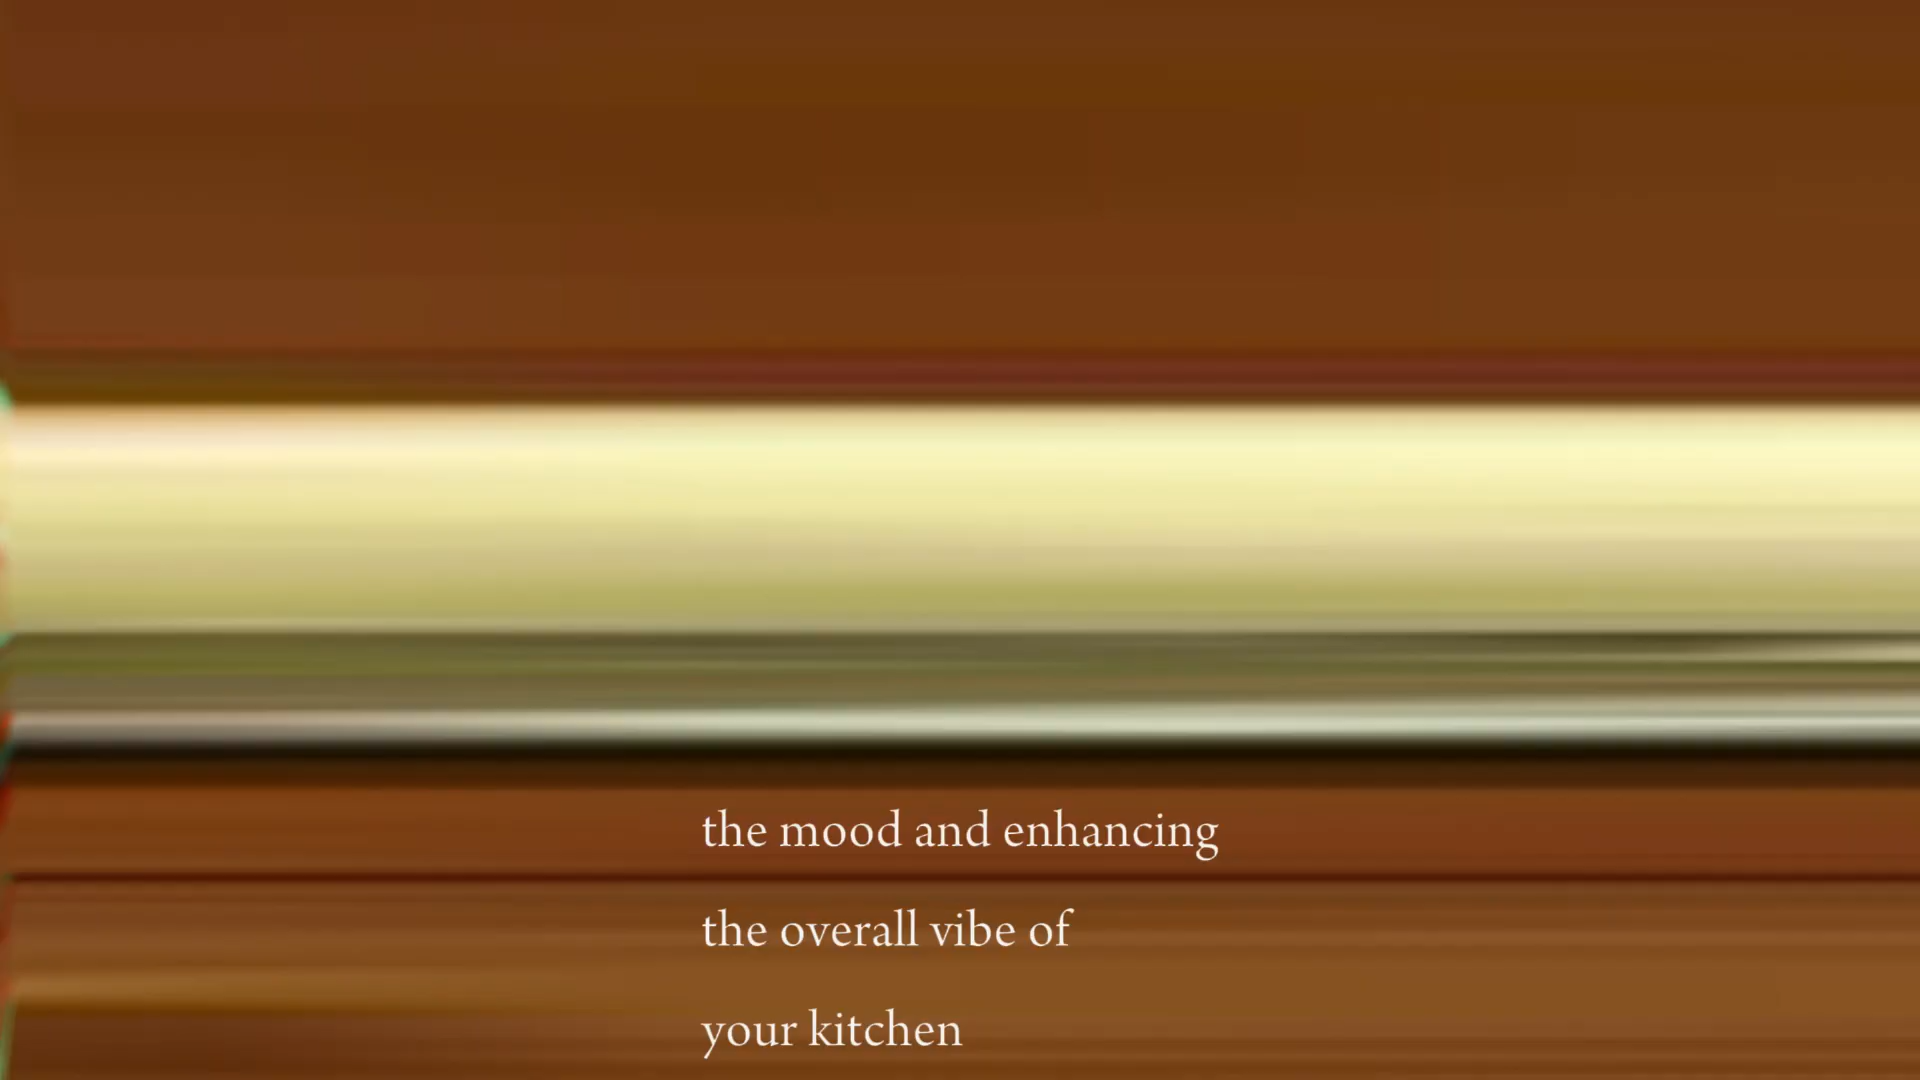 the mood and enhancing
the overall vibe of
your kitchen